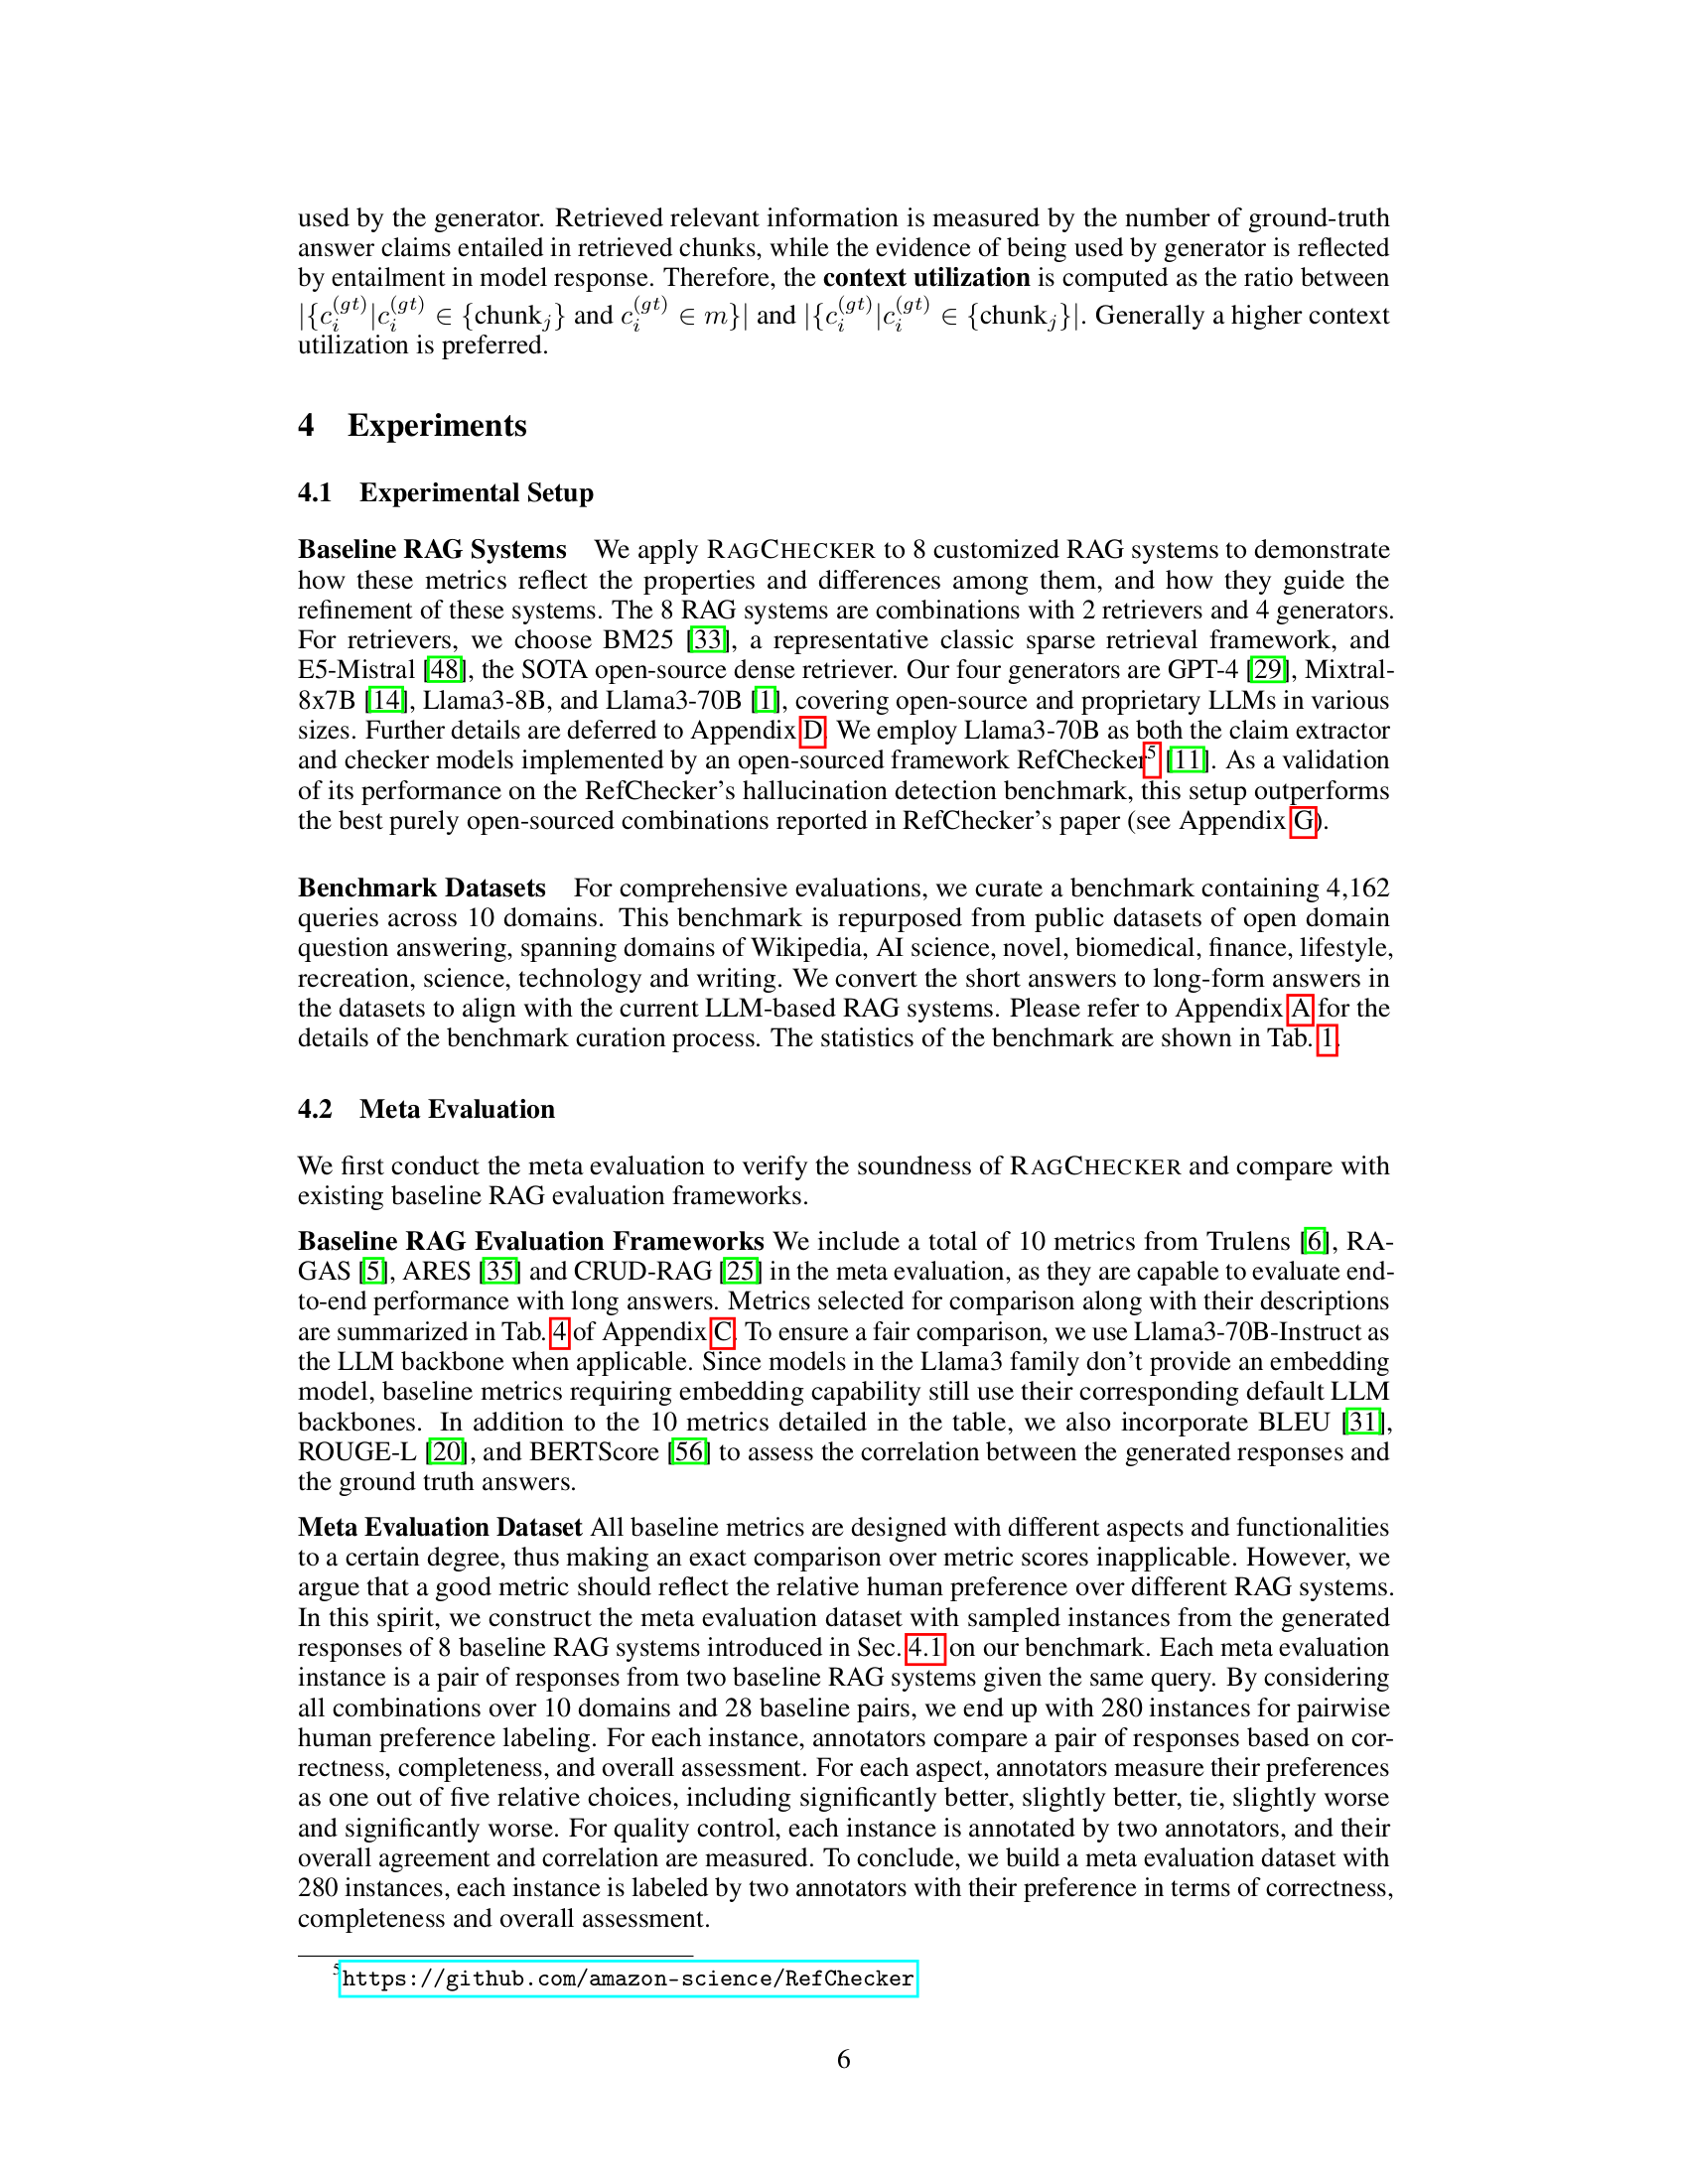 used by the generator. Retrieved relevant information is measured by the number of ground-truth
answer claims entailed in retrieved chunks, while the evidence of being used by generator is reflected
by entailment in model response. Therefore, the context utilization is computed as the ratio between
|{c_i^{(gt)}|c_i^{(gt)} ∈ {chunk_j} and c_i^{(gt)} ∈ m}| and |{c_i^{(gt)}|c_i^{(gt)} ∈ {chunk_j}|. Generally a higher context
utilization is preferred.
4 Experiments
4.1 Experimental Setup
Baseline RAG Systems We apply RAGCHECKER to 8 customized RAG systems to demonstrate
how these metrics reflect the properties and differences among them, and how they guide the
refinement of these systems. The 8 RAG systems are combinations with 2 retrievers and 4 generators.
For retrievers, we choose BM25 [33], a representative classic sparse retrieval framework, and
E5-Mistral [48], the SOTA open-source dense retriever. Our four generators are GPT-4 [29], Mixtral-
8x7B [14], Llama3-8B, and Llama3-70B [1], covering open-source and proprietary LLMs in various
sizes. Further details are deferred to Appendix D. We employ Llama3-70B as both the claim extractor
and checker models implemented by an open-sourced framework RefChecker⁵ [11]. As a validation
of its performance on the RefChecker's hallucination detection benchmark, this setup outperforms
the best purely open-sourced combinations reported in RefChecker's paper (see Appendix G).
Benchmark Datasets For comprehensive evaluations, we curate a benchmark containing 4,162
queries across 10 domains. This benchmark is repurposed from public datasets of open domain
question answering, spanning domains of Wikipedia, AI science, novel, biomedical, finance, lifestyle,
recreation, science, technology and writing. We convert the short answers to long-form answers in
the datasets to align with the current LLM-based RAG systems. Please refer to Appendix A for the
details of the benchmark curation process. The statistics of the benchmark are shown in Tab. 1.
4.2 Meta Evaluation
We first conduct the meta evaluation to verify the soundness of RAGCHECKER and compare with
existing baseline RAG evaluation frameworks.
Baseline RAG Evaluation Frameworks We include a total of 10 metrics from Trulens [6], RA-
GAS [5], ARES [35] and CRUD-RAG [25] in the meta evaluation, as they are capable to evaluate end-
to-end performance with long answers. Metrics selected for comparison along with their descriptions
are summarized in Tab. 4 of Appendix C. To ensure a fair comparison, we use Llama3-70B-Instruct as
the LLM backbone when applicable. Since models in the Llama3 family don't provide an embedding
model, baseline metrics requiring embedding capability still use their corresponding default LLM
backbones. In addition to the 10 metrics detailed in the table, we also incorporate BLEU [31],
ROUGE-L [20], and BERTScore [56] to assess the correlation between the generated responses and
the ground truth answers.
Meta Evaluation Dataset All baseline metrics are designed with different aspects and functionalities
to a certain degree, thus making an exact comparison over metric scores inapplicable. However, we
argue that a good metric should reflect the relative human preference over different RAG systems.
In this spirit, we construct the meta evaluation dataset with sampled instances from the generated
responses of 8 baseline RAG systems introduced in Sec. 4.1 on our benchmark. Each meta evaluation
instance is a pair of responses from two baseline RAG systems given the same query. By considering
all combinations over 10 domains and 28 baseline pairs, we end up with 280 instances for pairwise
human preference labeling. For each instance, annotators compare a pair of responses based on cor-
rectness, completeness, and overall assessment. For each aspect, annotators measure their preferences
as one out of five relative choices, including significantly better, slightly better, tie, slightly worse
and significantly worse. For quality control, each instance is annotated by two annotators, and their
overall agreement and correlation are measured. To conclude, we build a meta evaluation dataset with
280 instances, each instance is labeled by two annotators with their preference in terms of correctness,
completeness and overall assessment.
⁵https://github.com/amazon-science/RefChecker
6